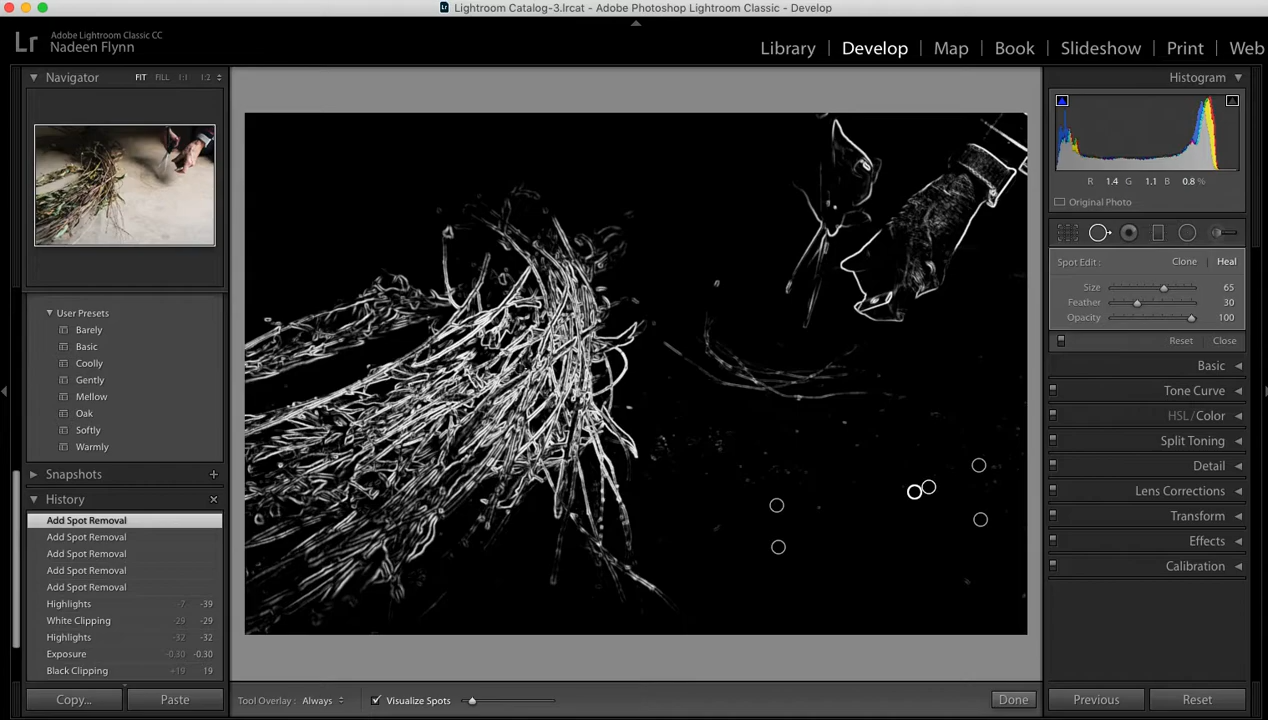 Lightroom Catalog-3.lrcat - Adobe Photoshop Lightroom Classic - Develop
Lr
Adobe Lightroom Classic CC
Nadeen Flynn
Library | Develop | Map | Book | Slideshow | Print | Web
Navigator FIT FILL 1:1 1:2
User Presets
Barely
Basic
Coolly
Gently
Mellow
Oak
Softly
Warmly
Snapshots +
History ×
Add Spot Removal
Add Spot Removal
Add Spot Removal
Add Spot Removal
Add Spot Removal
Highlights -7 -39
White Clipping -29 -29
Highlights -32 -32
Exposure -0.30 -0.30
Black Clipping +19 19
Copy... Paste
Tool Overlay: Always Visualize Spots Done
Histogram
R 1.4 G 1.1 B 0.8 %
Original Photo
Spot Edit: Clone Heal
Size 65
Feather 30
Opacity 100
Reset Close
Basic
Tone Curve
HSL / Color
Split Toning
Detail
Lens Corrections
Transform
Effects
Calibration
Previous Reset